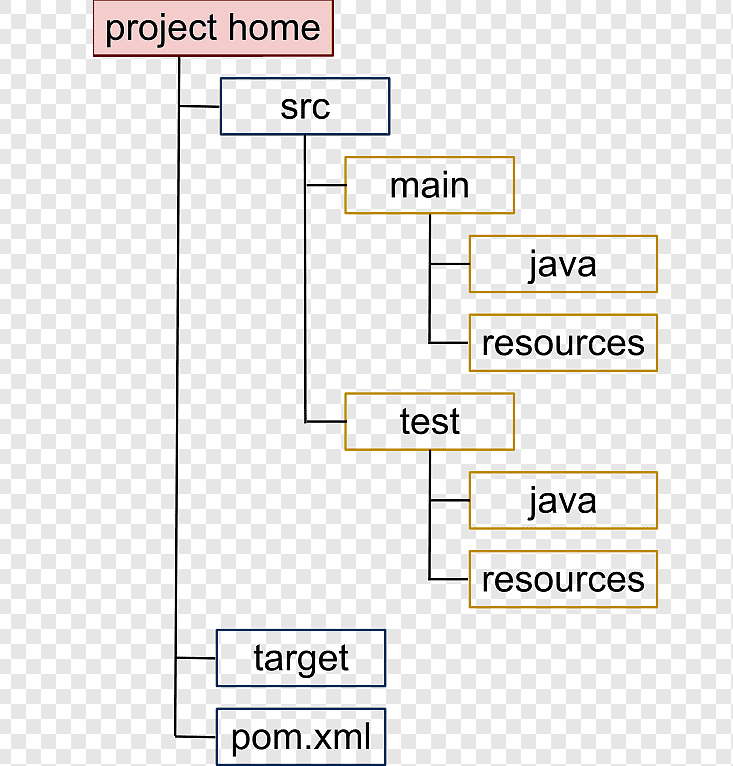 project home
src
main
java
resources
test
java
resources
target
pom.xml